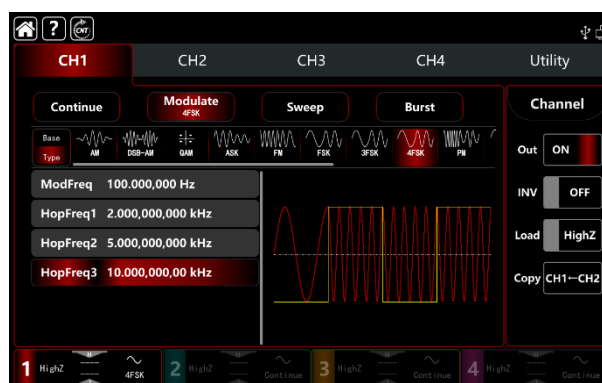 ? CNT
CH1 CH2 CH3 CH4 Utility
Continue Modulate 4FSK Sweep Burst Channel
Base Type AM DSB-AM QAM ASK FM FSK 3FSK 4FSK PM
Out ON
ModFreq 100.000,000 Hz
INV OFF
HopFreq1 2.000,000,000 kHz
Load HighZ
HopFreq2 5.000,000,000 kHz
HopFreq3 10.000,000,00 kHz
Copy CH1←CH2
1 HighZ 4FSK 2 HighZ Continue 3 HighZ Continue 4 HighZ Continue